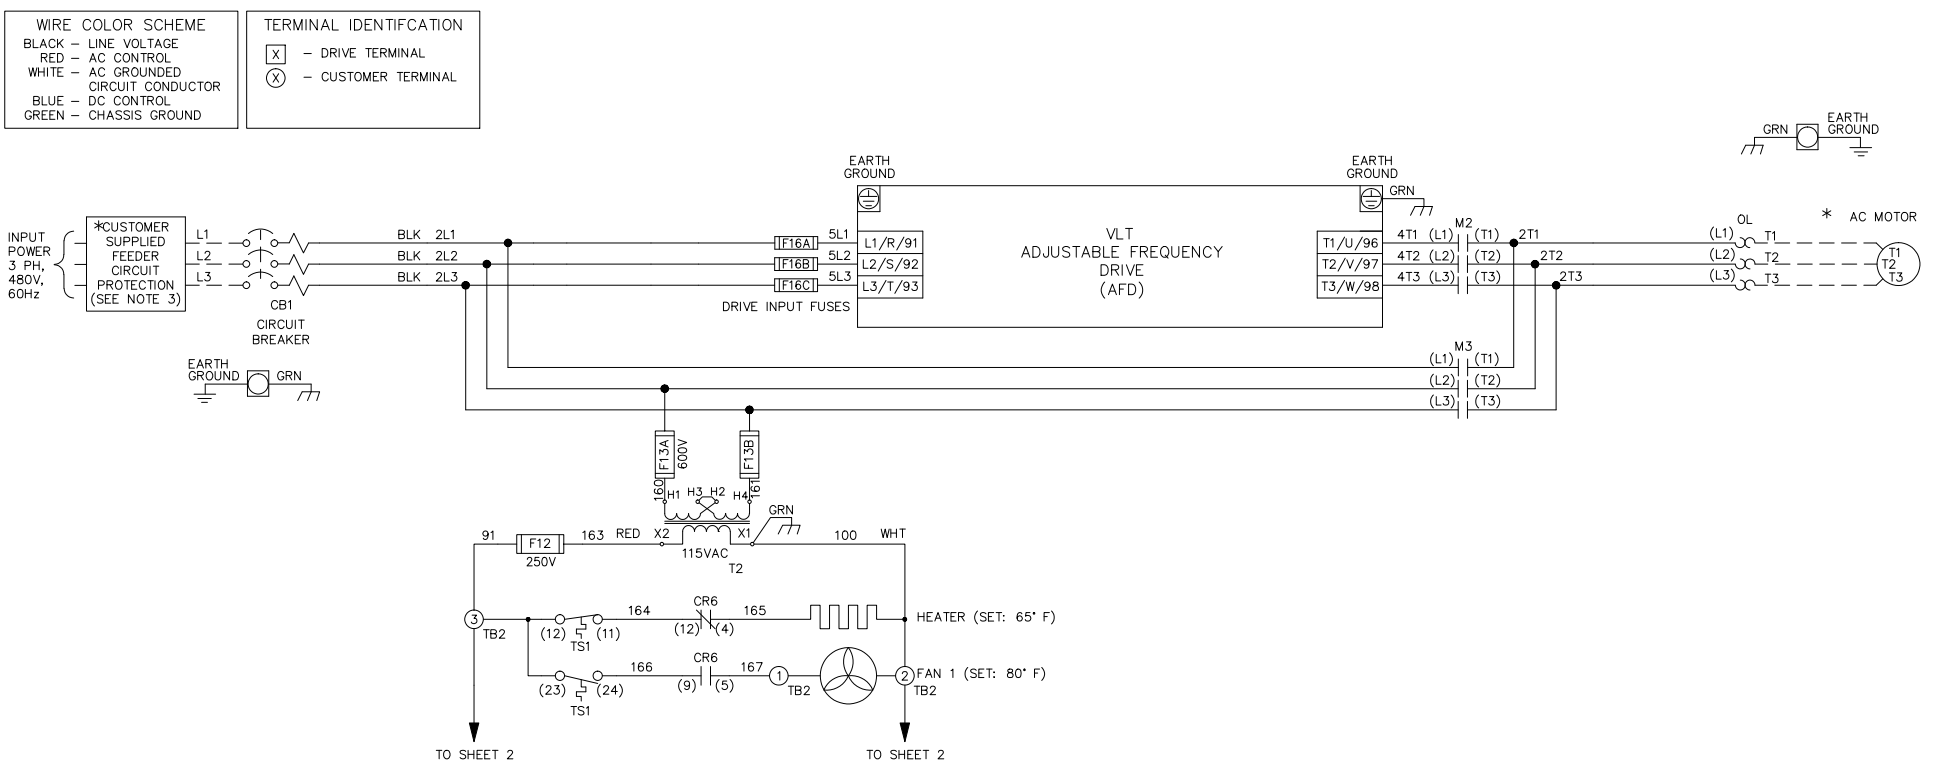 WIRE COLOR SCHEME
BLACK – LINE VOLTAGE
RED – AC CONTROL
WHITE – AC GROUNDED
CIRCUIT CONDUCTOR
BLUE – DC CONTROL
GREEN – CHASSIS GROUND
TERMINAL IDENTIFCATION
X – DRIVE TERMINAL
X – CUSTOMER TERMINAL
GRN
EARTH
GROUND
INPUT
POWER
3 PH,
480V,
60Hz
*CUSTOMER
SUPPLIED
FEEDER
CIRCUIT
PROTECTION
(SEE NOTE 3)
L1
L2
L3
CB1
CIRCUIT
BREAKER
EARTH
GROUND
GRN
BLK 2L1
BLK 2L2
BLK 2L3
F16A
F16B
F16C
DRIVE INPUT FUSES
5L1
5L2
5L3
EARTH
GROUND
L1/R/91
L2/S/92
L3/T/93
VLT
ADJUSTABLE FREQUENCY
DRIVE
(AFD)
EARTH
GROUND
GRN
T1/U/96
T2/V/97
T3/W/98
M2
4T1 (L1) (T1) 2T1
4T2 (L2) (T2) 2T2
4T3 (L3) (T3) 2T3
M3
(L1) (T1)
(L2) (T2)
(L3) (T3)
OL
(L1) T1
(L2) T2
(L3) T3
* AC MOTOR
T1
T2
T3
F13A
600V
F13B
160
161
H1 H3 H2 H4
GRN
91
F12
250V
163 RED X2
X1
115VAC
T2
100 WHT
3
TB2
(12) (11)
TS1
164
CR6
(12) (4)
165
HEATER (SET: 65° F)
(23) (24)
TS1
166
CR6
(9) (5)
167
1
TB2
2
TB2
FAN 1 (SET: 80° F)
TO SHEET 2
TO SHEET 2